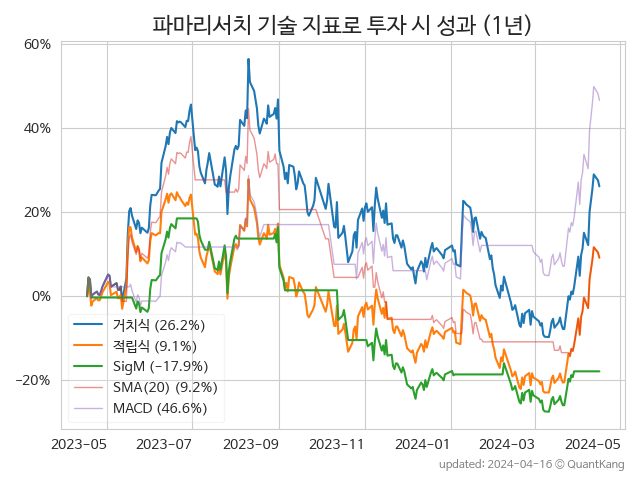 파마리서치 기술 지표로 투자 시 성과 (1년)
60%
40%
20%
0%
−20%
거치식 (26.2%)
적립식 (9.1%)
SigM (−17.9%)
SMA(20) (9.2%)
MACD (46.6%)
2023-05 2023-07 2023-09 2023-11 2024-01 2024-03 2024-05
updated: 2024-04-16 © QuantKang